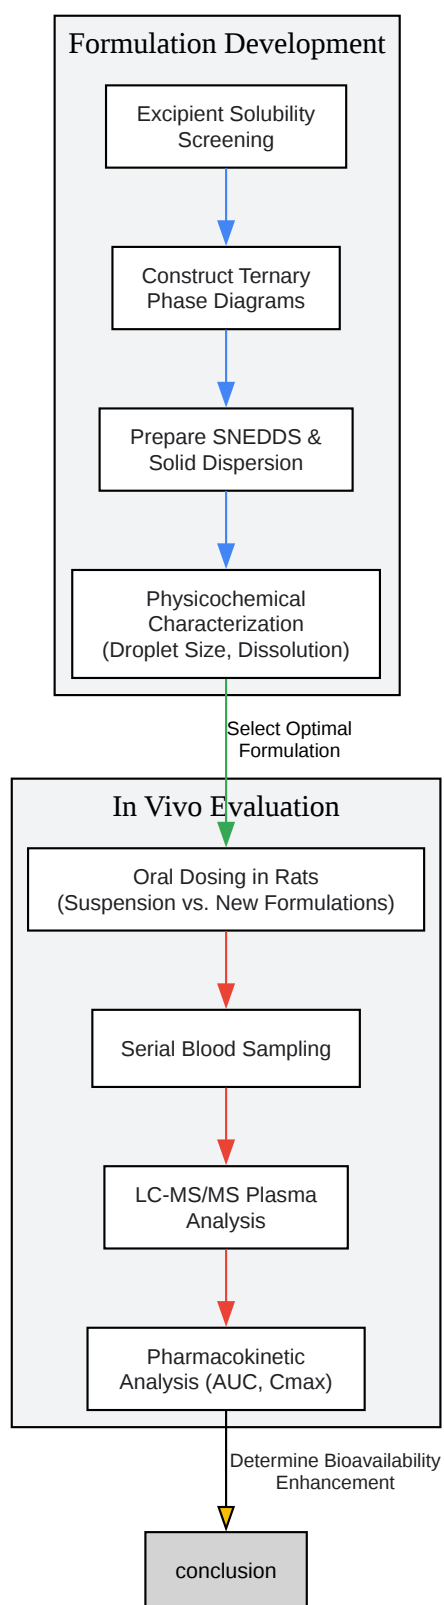 Formulation Development
Excipient Solubility
Screening
Construct Ternary
Phase Diagrams
Prepare SNEDDS &
Solid Dispersion
Physicochemical
Characterization
(Droplet Size, Dissolution)
Select Optimal
Formulation
In Vivo Evaluation
Oral Dosing in Rats
(Suspension vs. New Formulations)
Serial Blood Sampling
LC-MS/MS Plasma
Analysis
Pharmacokinetic
Analysis (AUC, Cmax)
Determine Bioavailability
Enhancement
conclusion